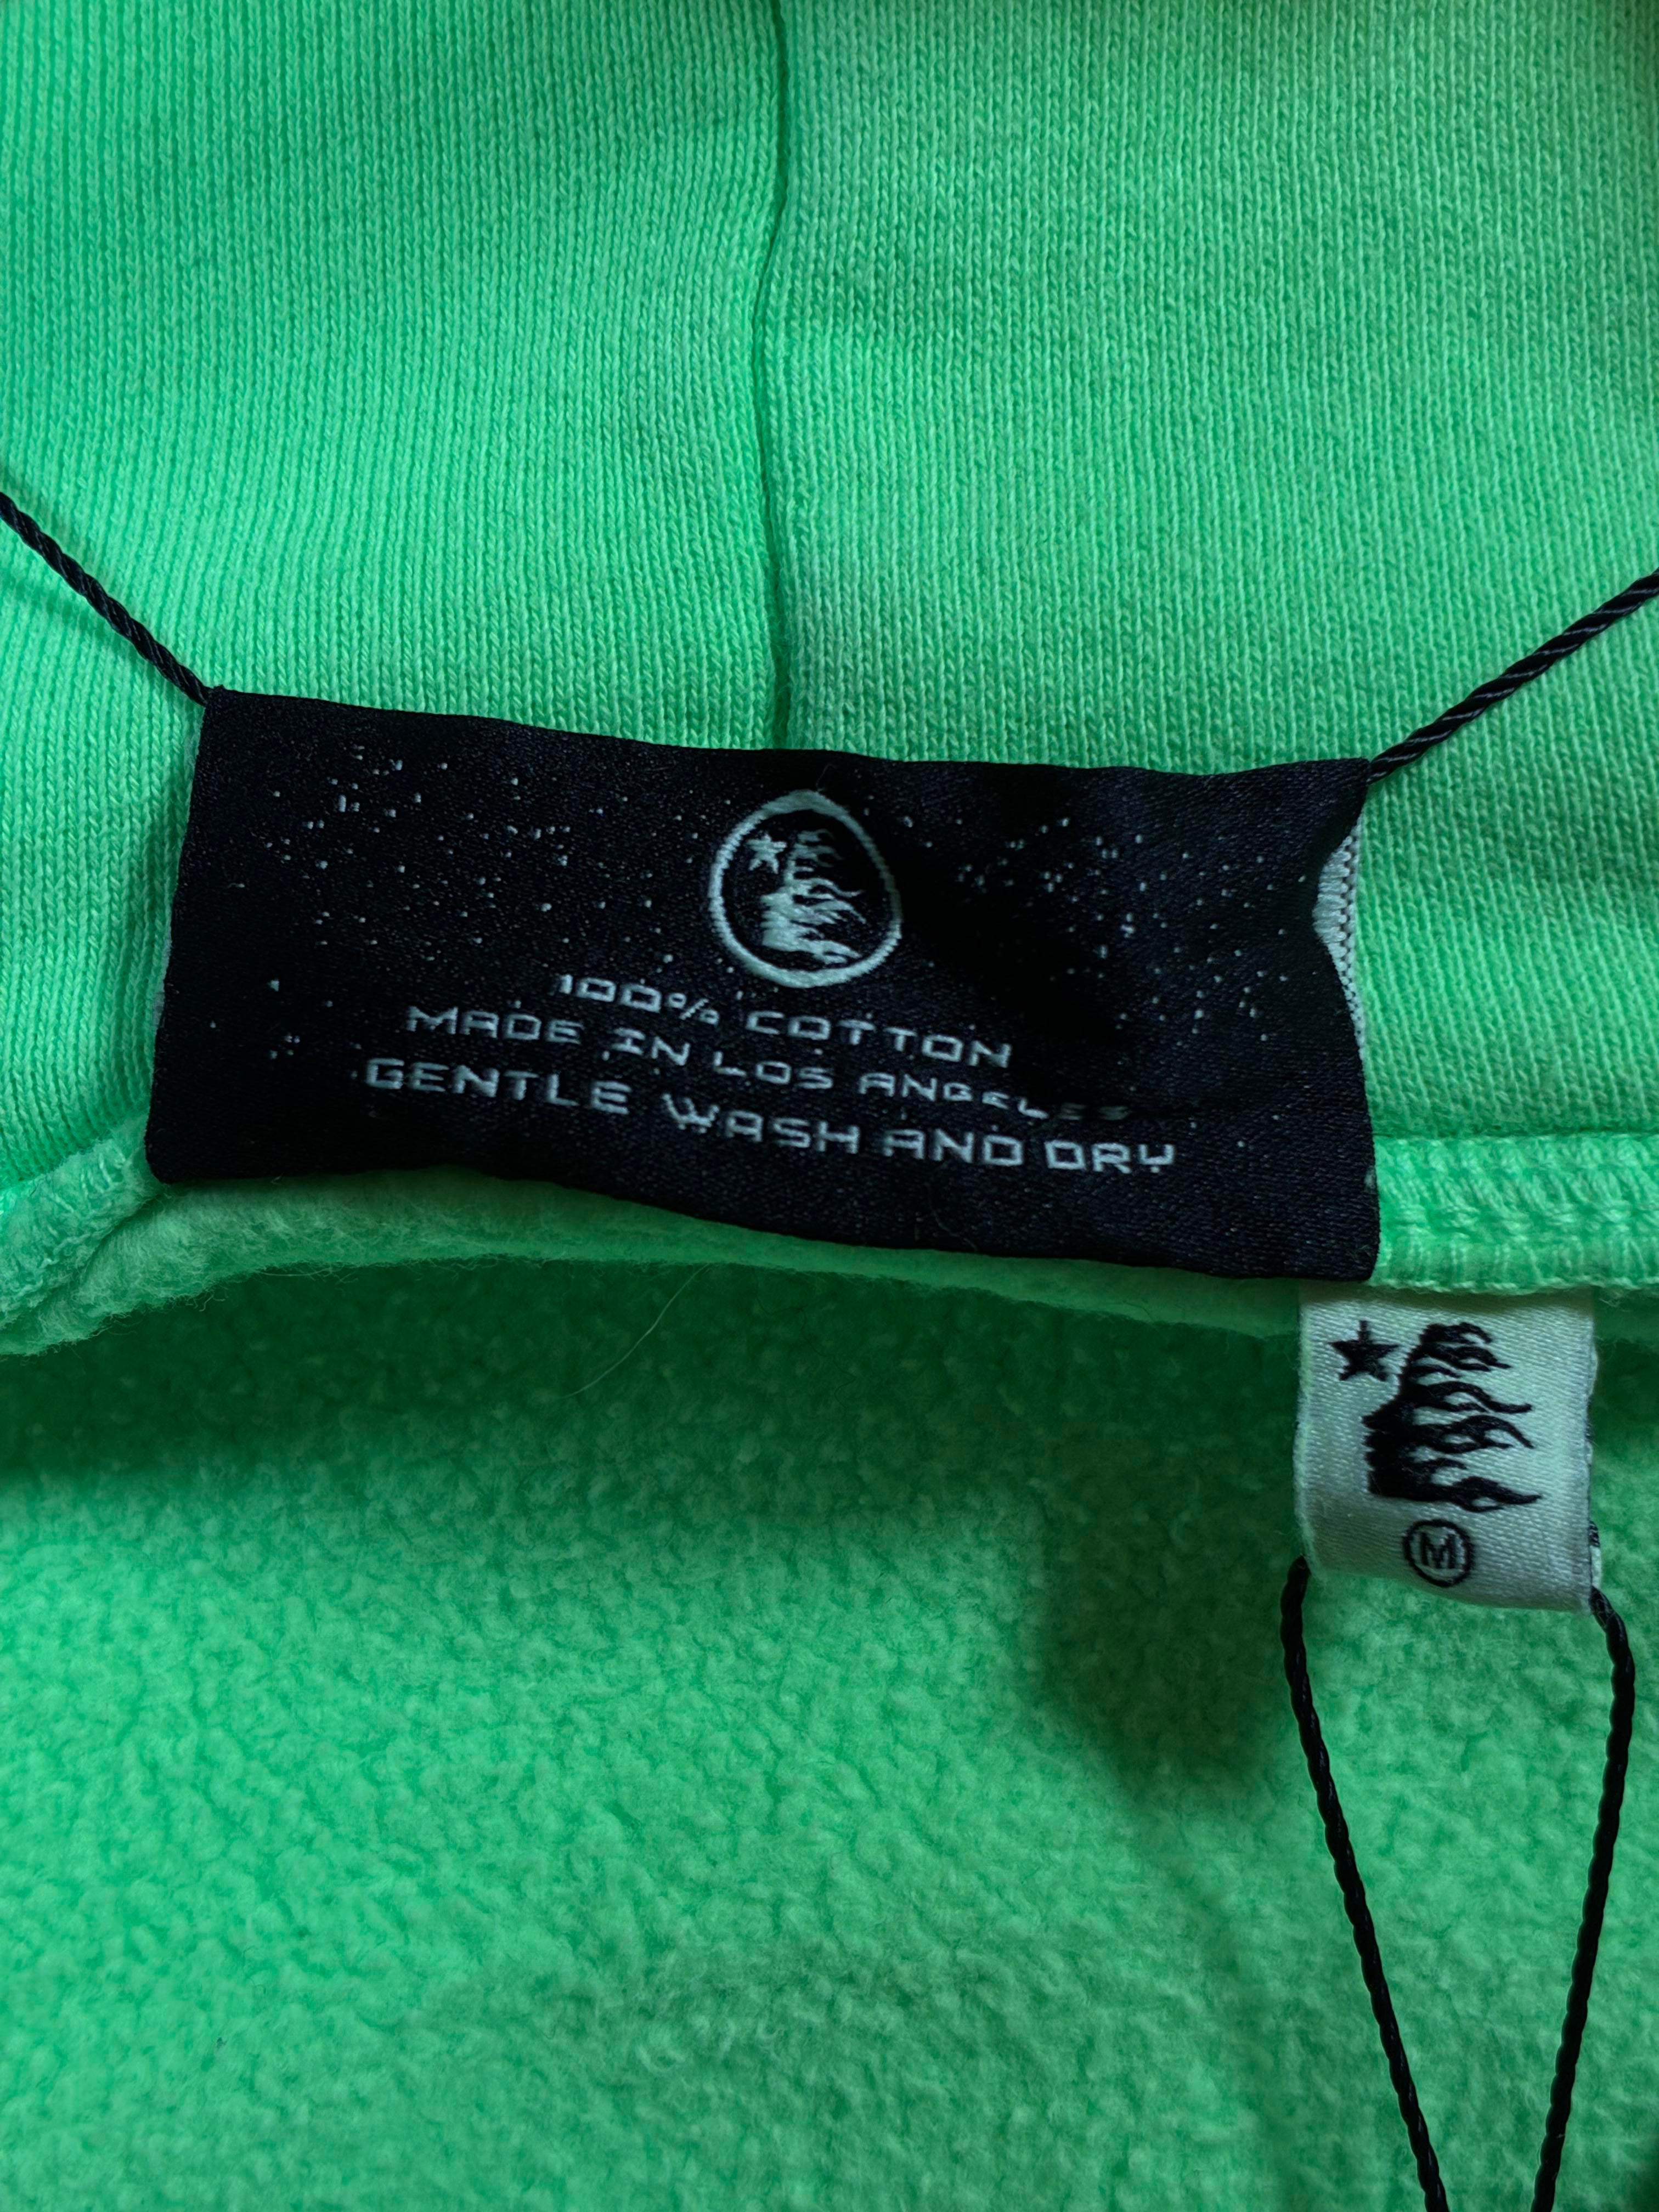 100% COTTON
MADE IN LOS ANGELES
GENTLE WASH AND DRY
M